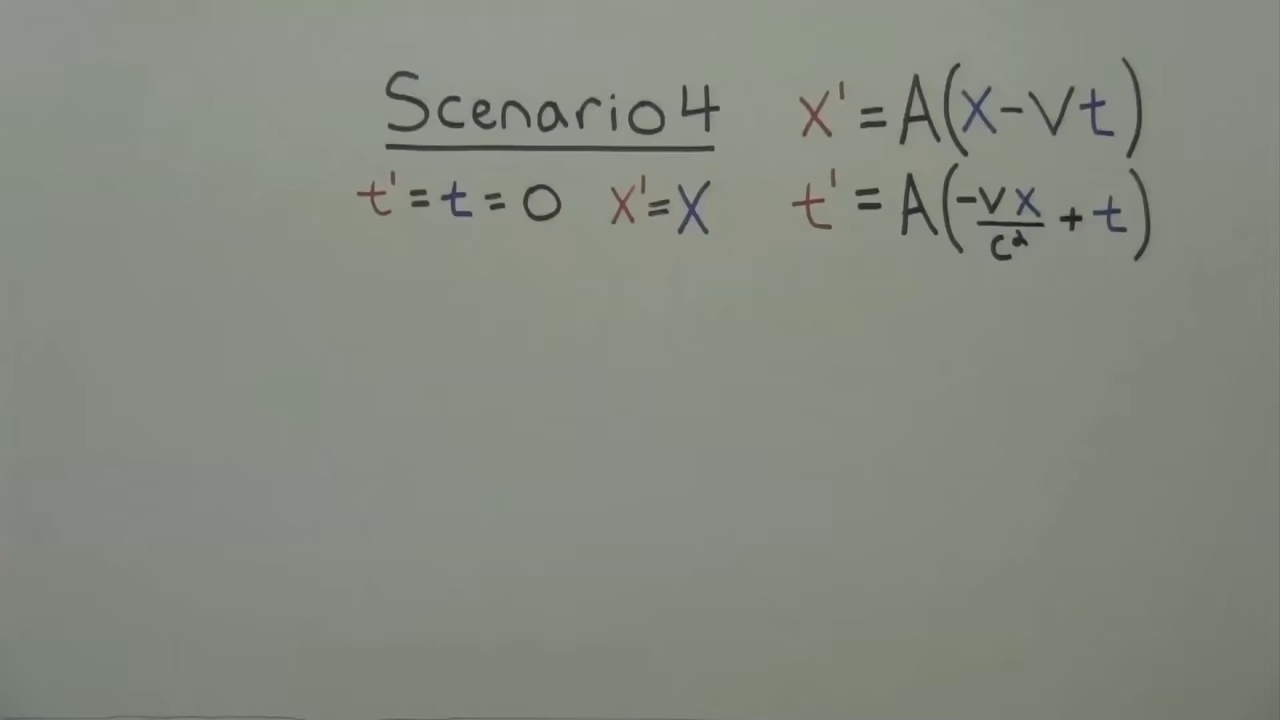 Scenario 4
t' = t = 0 x' = x
x' = A(x - vt)
t' = A(-vx/c² + t)